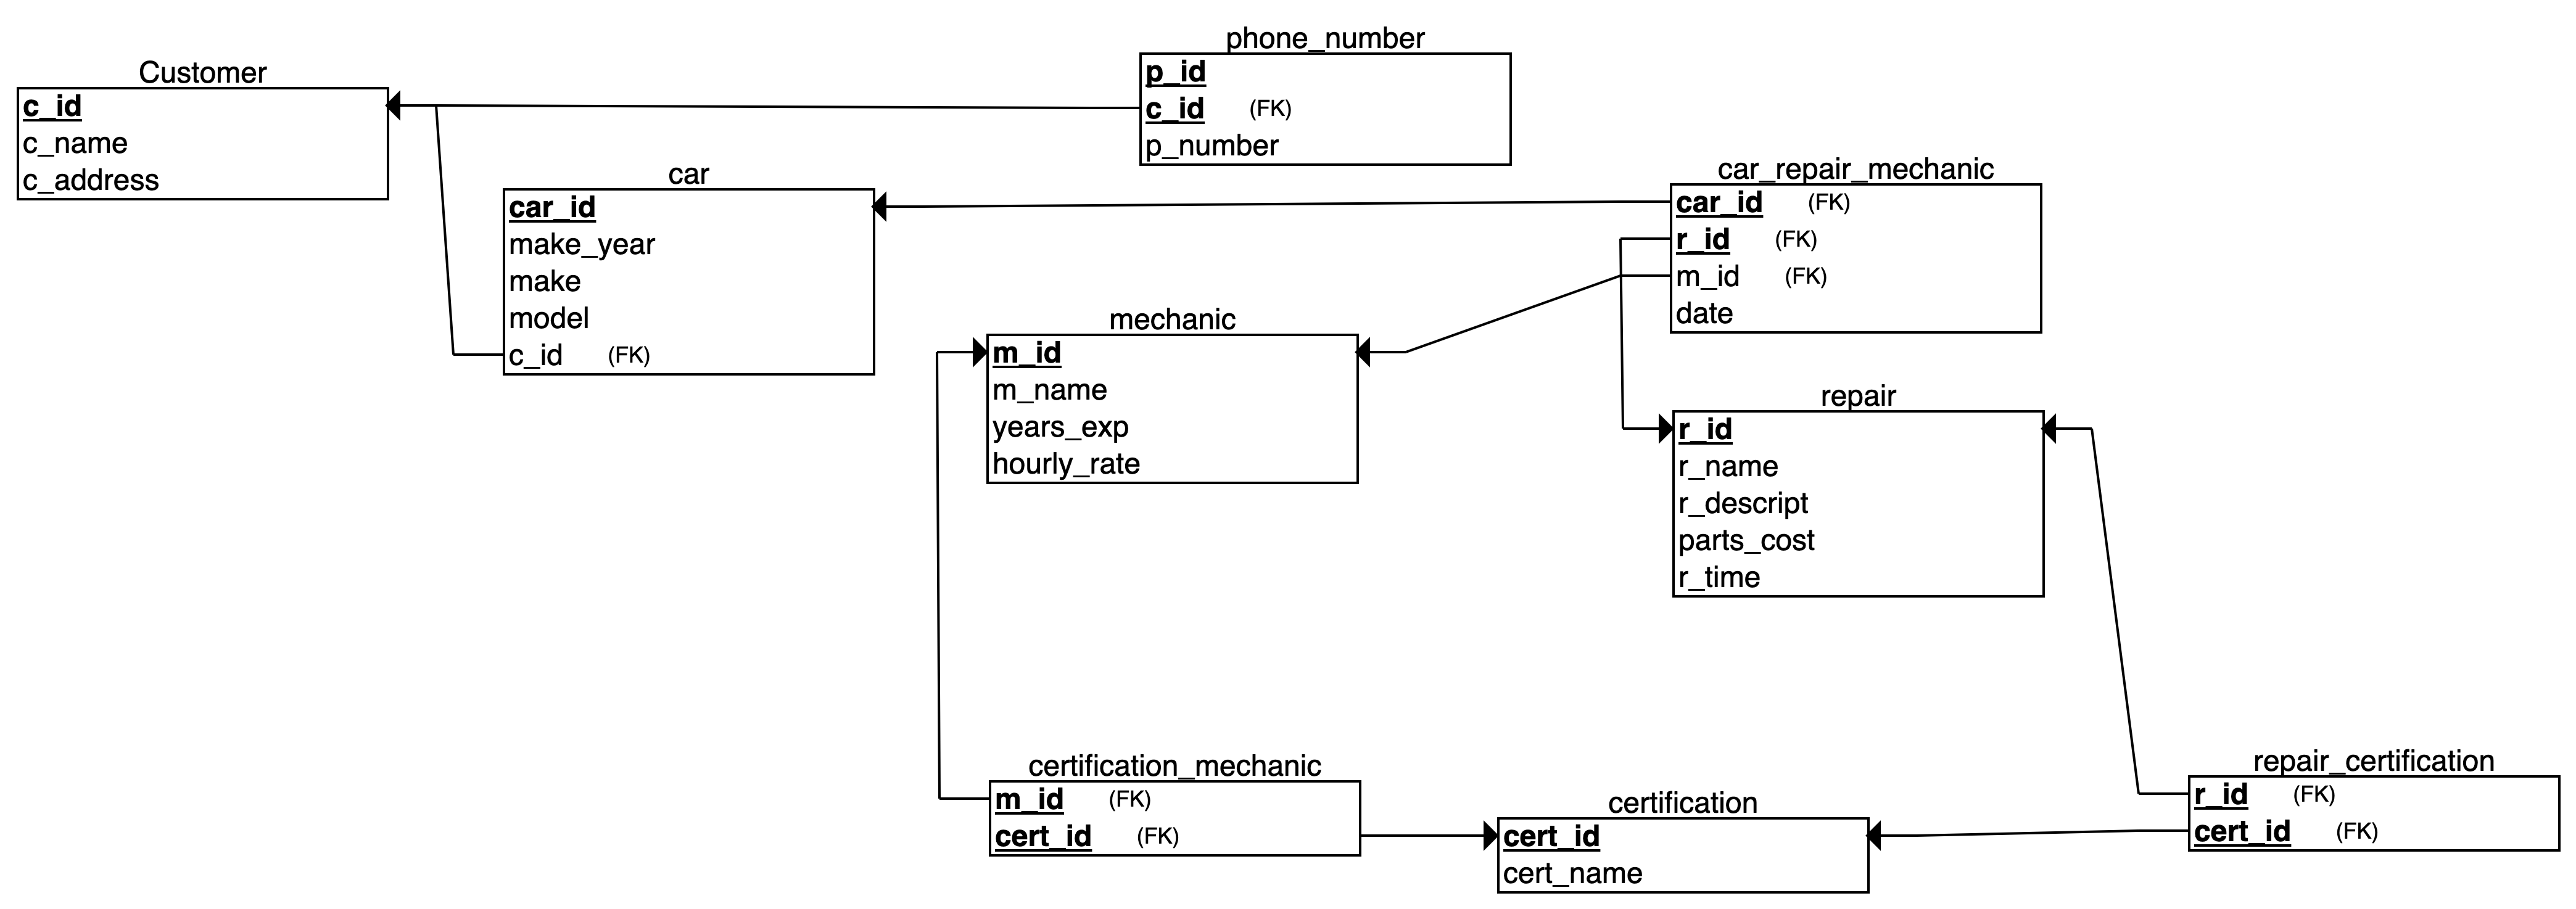 Customer
c_id
c_name
c_address
phone_number
p_id
c_id (FK)
p_number
car
car_id
make_year
make
model
c_id (FK)
car_repair_mechanic
car_id (FK)
r_id (FK)
m_id (FK)
date
mechanic
m_id
m_name
years_exp
hourly_rate
repair
r_id
r_name
r_descript
parts_cost
r_time
certification_mechanic
m_id (FK)
cert_id (FK)
certification
cert_id
cert_name
repair_certification
r_id (FK)
cert_id (FK)